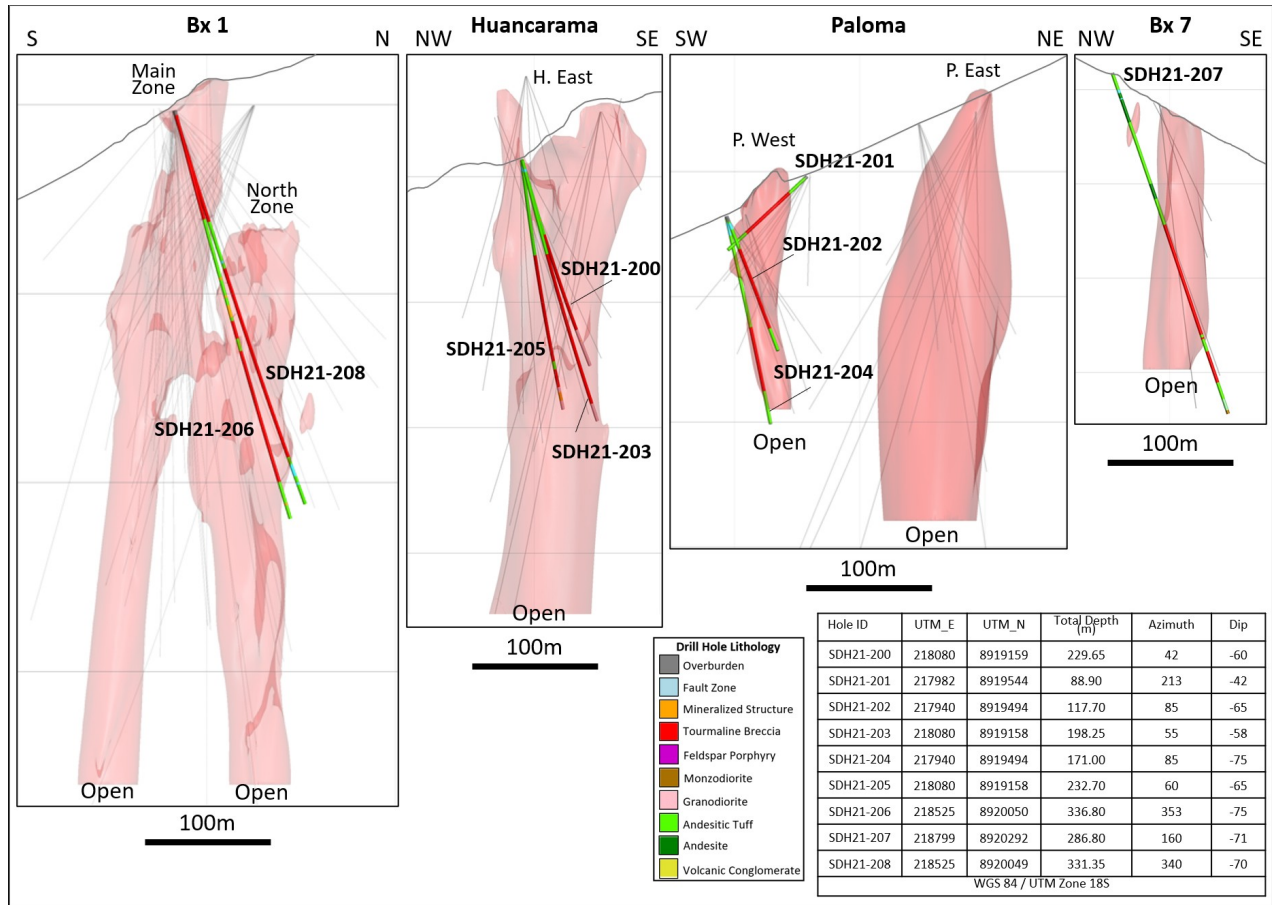 Bx 1
S
N
Main
Zone
North
Zone
SDH21-208
SDH21-206
Open
Open
100m
Huancarama
NW
SE
H. East
SDH21-200
SDH21-205
SDH21-203
Open
100m
Paloma
SW
NE
P. East
P. West
SDH21-201
SDH21-202
SDH21-204
Open
Open
100m
Bx 7
NW
SE
SDH21-207
Open
100m
Drill Hole Lithology
Overburden
Fault Zone
Mineralized Structure
Tourmaline Breccia
Feldspar Porphyry
Monzodiorite
Granodiorite
Andesitic Tuff
Andesite
Volcanic Conglomerate
Hole ID UTM_E UTM_N Total Depth (m) Azimuth Dip
SDH21-200 218080 8919159 229.65 42 -60
SDH21-201 217982 8919544 88.90 213 -42
SDH21-202 217940 8919494 117.70 85 -65
SDH21-203 218080 8919158 198.25 55 -58
SDH21-204 217940 8919494 171.00 85 -75
SDH21-205 218080 8919158 232.70 60 -65
SDH21-206 218525 8920050 336.80 353 -75
SDH21-207 218799 8920292 286.80 160 -71
SDH21-208 218525 8920049 331.35 340 -70
WGS 84 / UTM Zone 18S